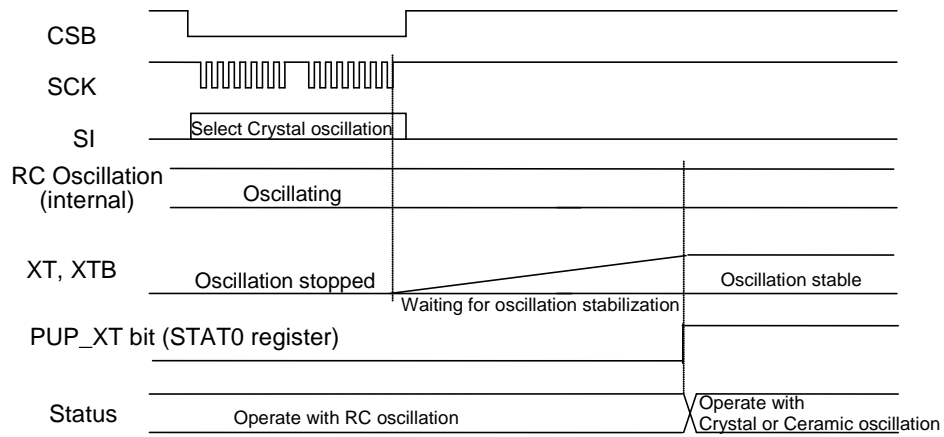 CSB
SCK
SI
Select Crystal oscillation
RC Oscillation
(internal)
Oscillating
XT, XTB
Oscillation stopped
Oscillation stable
Waiting for oscillation stabilization
PUP_XT bit (STAT0 register)
Status
Operate with RC oscillation
Operate with
Crystal or Ceramic oscillation